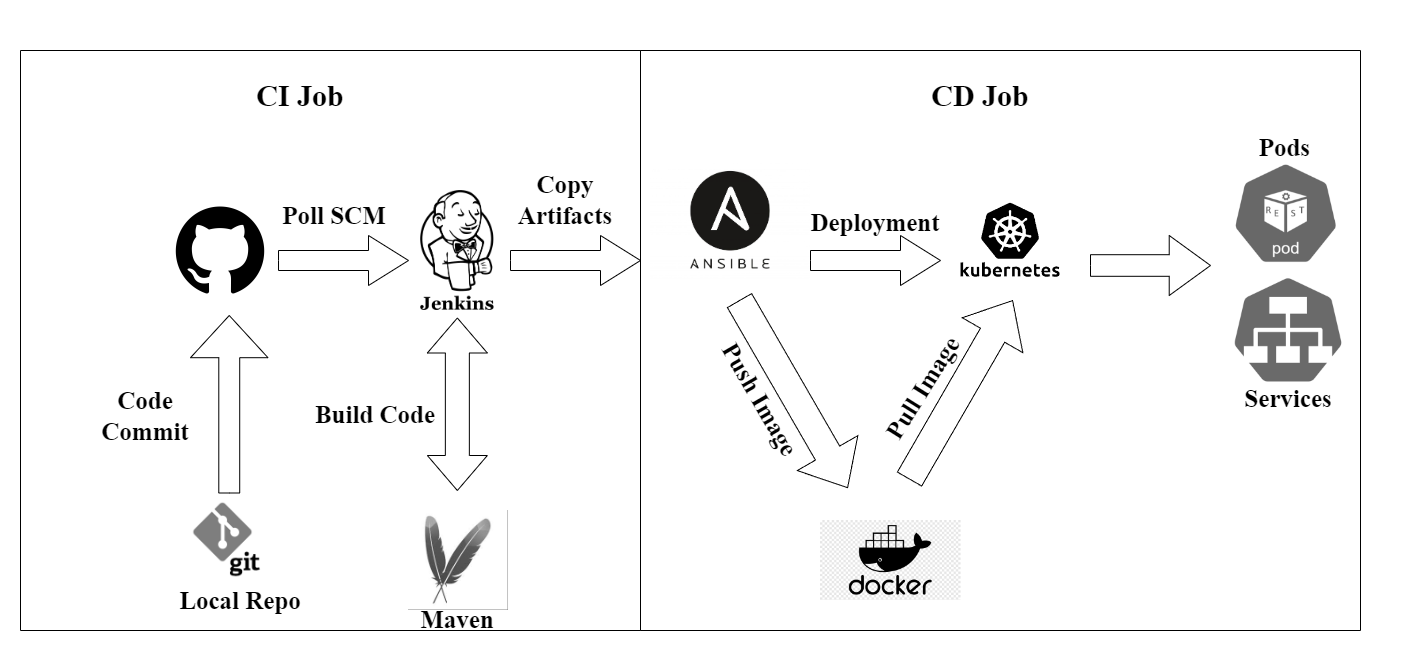 CI Job
CD Job
Poll SCM
Jenkins
Copy
Artifacts
Code
Commit
Build Code
git
Local Repo
Maven
ANSIBLE
Deployment
kubernetes
Pods
REST
pod
Services
Push Image
Pull Image
docker